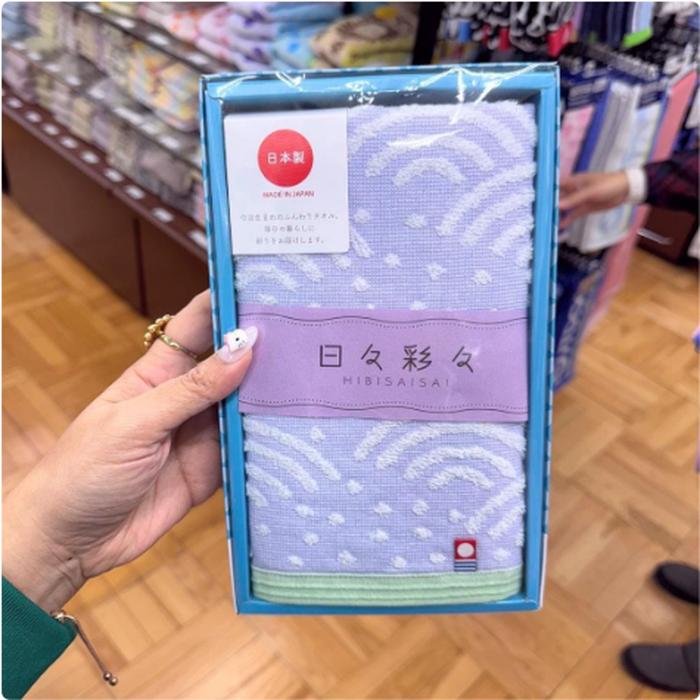 日本製
MADE IN JAPAN
今治生まれのふんわりタオル。
毎日の暮らしに
彩りをお届けします。
日々彩々
HIBISAISAI